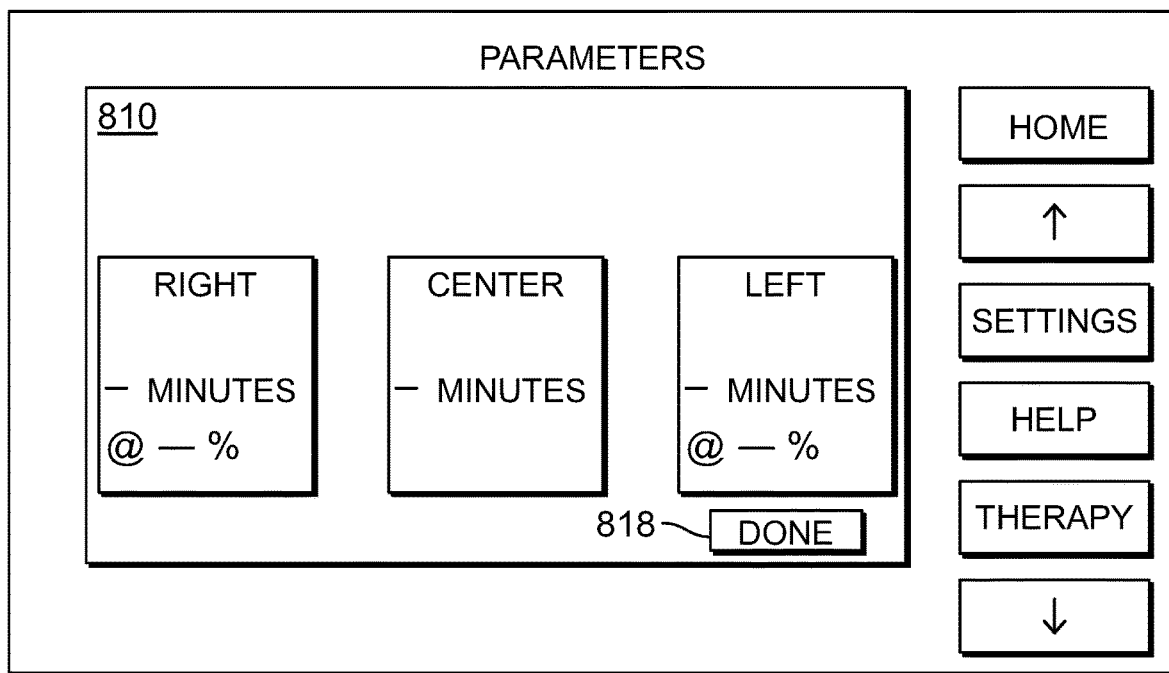 PARAMETERS
810
RIGHT
– MINUTES
@ — %
CENTER
– MINUTES
LEFT
– MINUTES
@ — %
818
DONE
HOME
↑
SETTINGS
HELP
THERAPY
↓